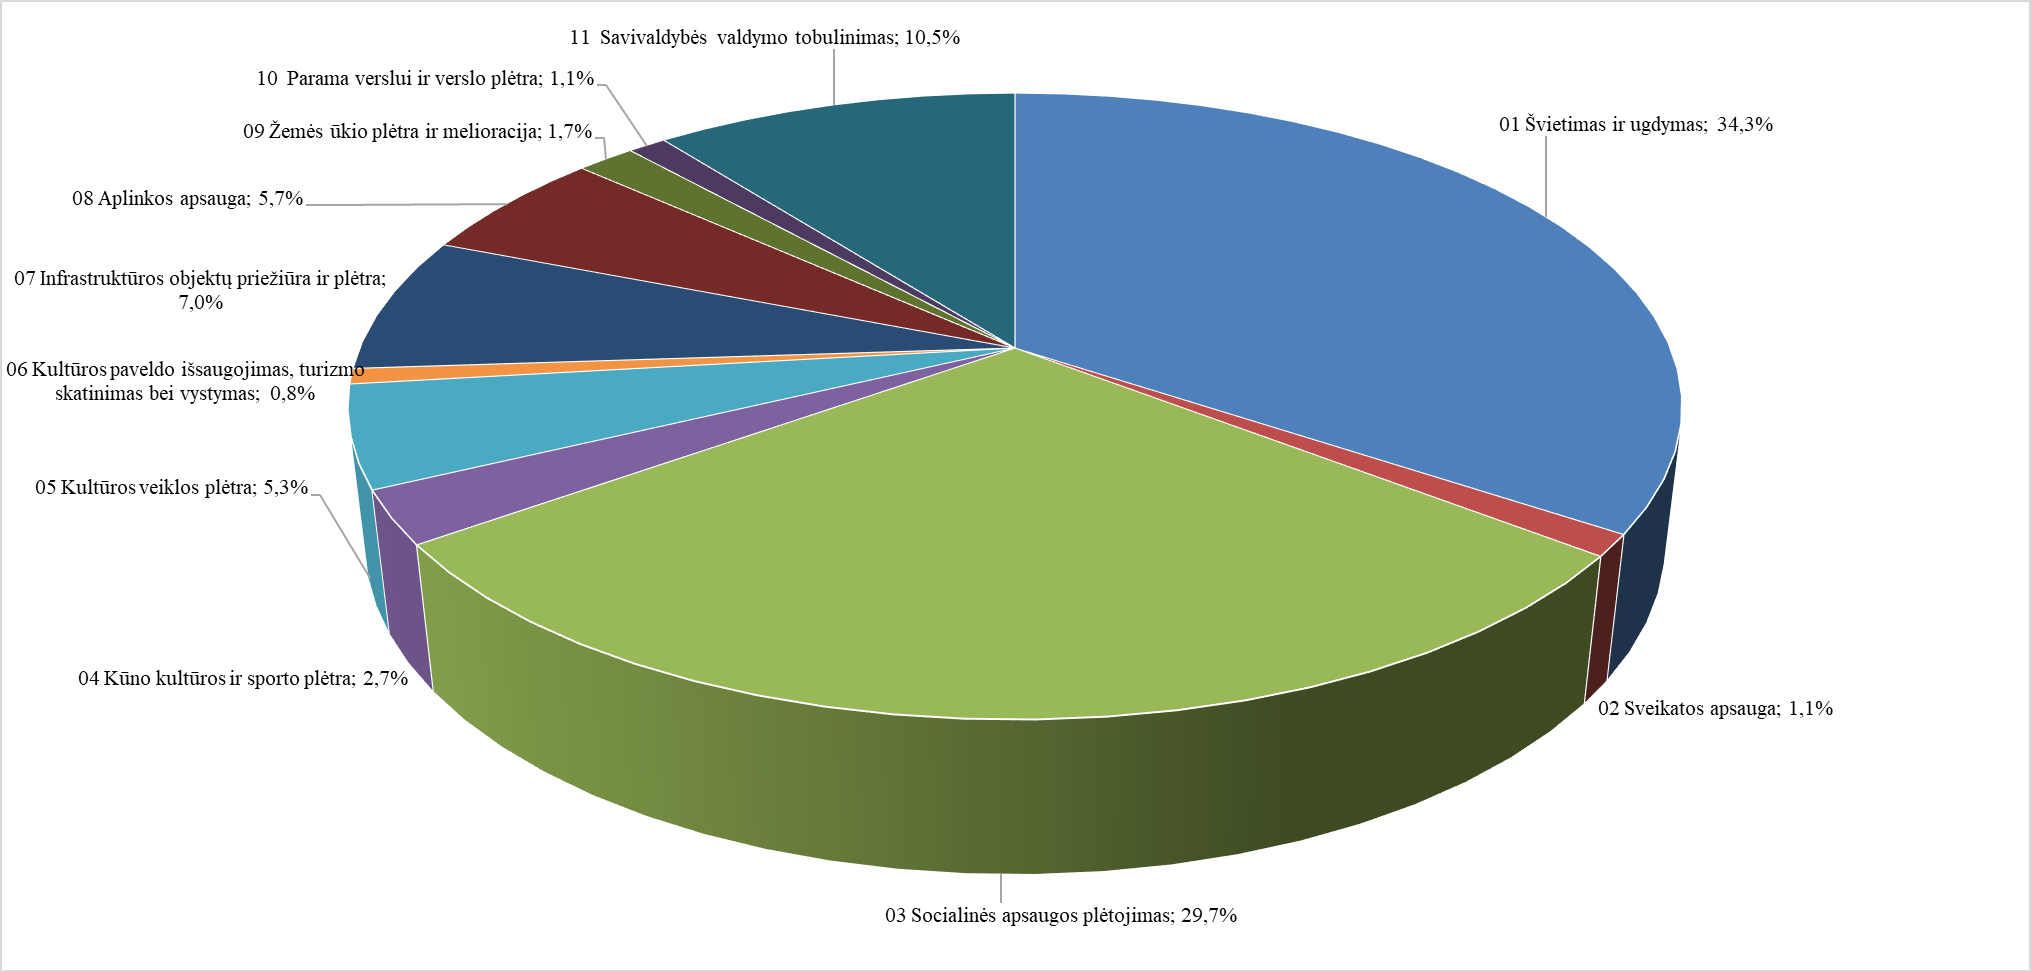 11 Savivaldybės valdymo tobulinimas; 10,5%
10 Parama verslui ir verslo plėtra; 1,1%
01 Švietimas ir ugdymas; 34,3%
09 Žemės ūkio plėtra ir melioracija; 1,7%
08 Aplinkos apsauga; 5,7%
07 Infrastruktūros objektų priežiūra ir plėtra;
7,0%
06 Kultūros paveldo išsaugojimas, turizmo
skatinimas bei vystymas; 0,8%
05 Kultūros veiklos plėtra; 5,3%
04 Kūno kultūros ir sporto plėtra; 2,7%
02 Sveikatos apsauga; 1,1%
03 Socialinės apsaugos plėtojimas; 29,7%